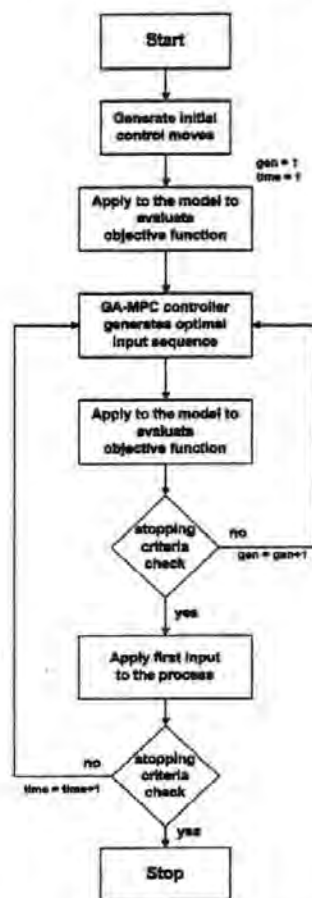 Start
Generate initial
control moves
gen = 1
time = 1
Apply to the model to
evaluate
objective function
GA-MPC controller
generates optimal
input sequence
Apply to the model to
evaluate
objective function
stopping
criteria
check
no
gen = gen+1
yes
Apply first input
to the process
no
stopping
criteria
check
time = time+1
yes
Stop